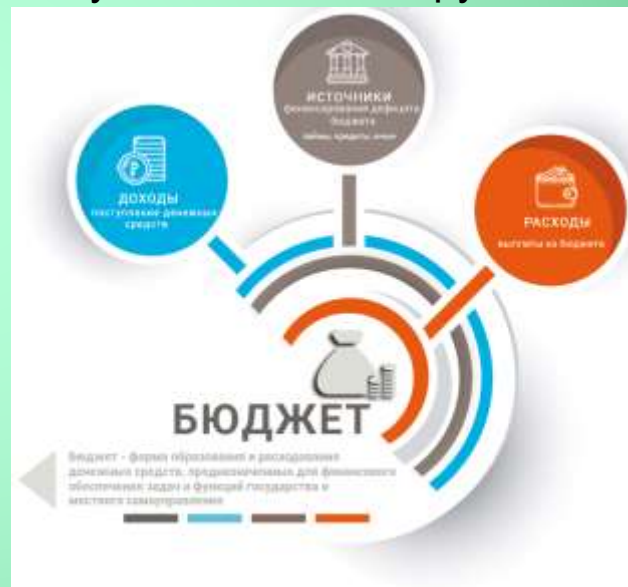 ИСТОЧНИКИ
финансирования дефицита
бюджета
ДОХОДЫ
поступление денежных
средств
РАСХОДЫ
выплаты из бюджета
БЮДЖЕТ
Бюджет - форма образования и расходования
денежных средств, предназначенных для финансового
обеспечения задач и функций государства и
местного самоуправления